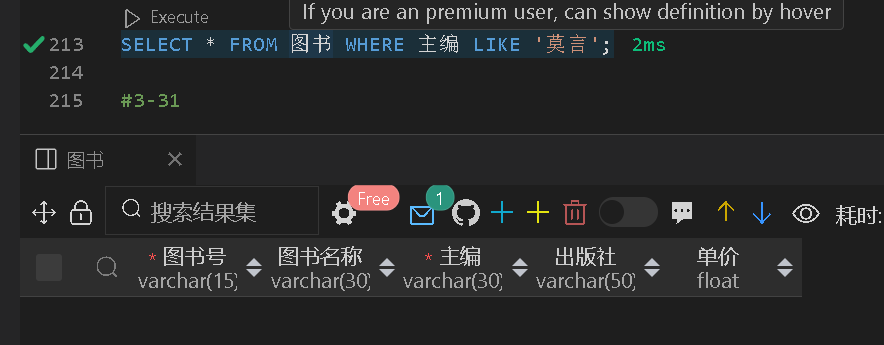 Execute
If you are an premium user, can show definition by hover
213 SELECT * FROM 图书 WHERE 主编 LIKE '莫言'; 2ms
214
215 #3-31
图书
搜索结果集 Free 1 耗时:
* 图书号 图书名称 * 主编 出版社 单价
varchar(15) varchar(30) varchar(30) varchar(50) float